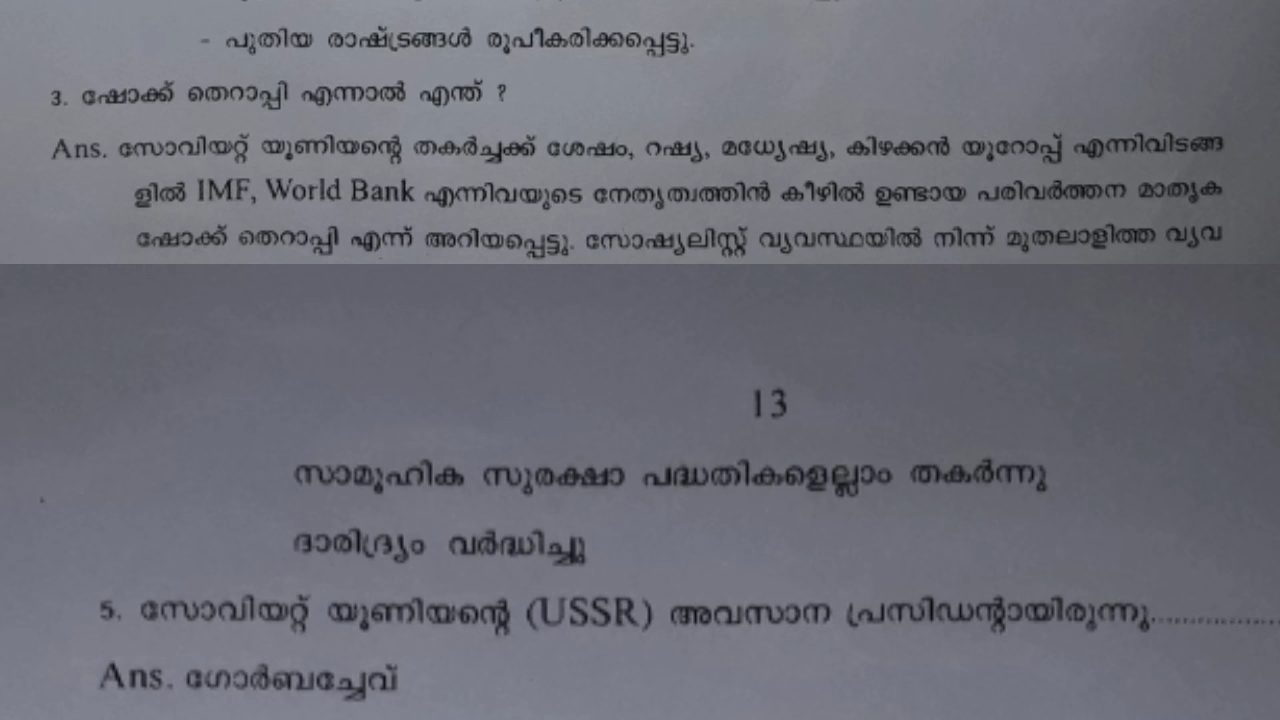 - പുതിയ രാഷ്ട്രങ്ങൾ രൂപീകരിക്കപ്പെട്ടു.
3. ഷോക്ക് തെറാപ്പി എന്നാൽ എന്ത് ?
Ans. സോവിയറ്റ് യൂണിയന്റെ തകർച്ചക്ക് ശേഷം, റഷ്യ, മധ്യേഷ്യ, കിഴക്കൻ യൂറോപ്പ് എന്നിവിടങ്ങ
ളിൽ IMF, World Bank എന്നിവയുടെ നേതൃത്വത്തിൻ കീഴിൽ ഉണ്ടായ പരിവർത്തന മാതൃക
ഷോക്ക് തെറാപ്പി എന്ന് അറിയപ്പെട്ടു. സോഷ്യലിസ്റ്റ് വ്യവസ്ഥയിൽ നിന്ന് മുതലാളിത്ത വ്യവ
13
സാമൂഹിക സുരക്ഷാ പദ്ധതികളെല്ലാം തകർന്നു
ദാരിദ്ര്യം വർദ്ധിച്ചു
5. സോവിയറ്റ് യൂണിയന്റെ (USSR) അവസാന പ്രസിഡന്റായിരുന്നു..................
Ans. ഗോർബച്ചേവ്